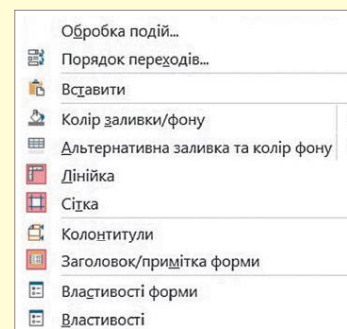 Обробка подій...
Порядок переходів...
Вставити
Колір заливки/фону
Альтернативна заливка та колір фону
Лінійка
Сітка
Колонтитули
Заголовок/примітка форми
Властивості форми
Властивості